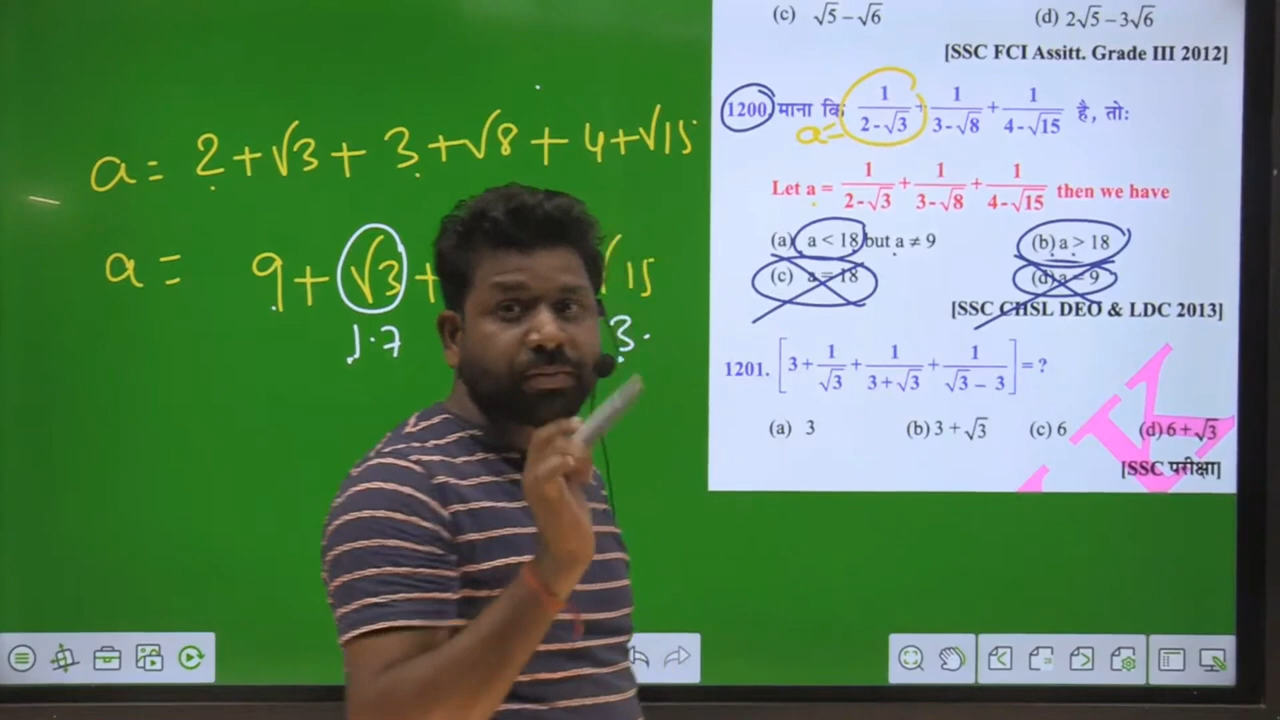 (c) √5 – √6 (d) 2√5 – 3√6
[SSC FCI Assitt. Grade III 2012]
1200. माना कि 1/(2-√3) + 1/(3-√8) + 1/(4-√15) है, तो:
a=
Let a = 1/(2-√3) + 1/(3-√8) + 1/(4-√15) then we have
(a) a < 18 but a ≠ 9 (b) a > 18
(c) a = 18 (d) a = 9
[SSC CHSL DEO & LDC 2013]
1201. [3 + 1/√3 + 1/(3+√3) + 1/(√3 – 3)] = ?
(a) 3 (b) 3 + √3 (c) 6 (d) 6 + √3
[SSC परीक्षा]
a = 2 + √3 + 3 + √8 + 4 + √15
a = 9 + √3 + √15
1.7 3.